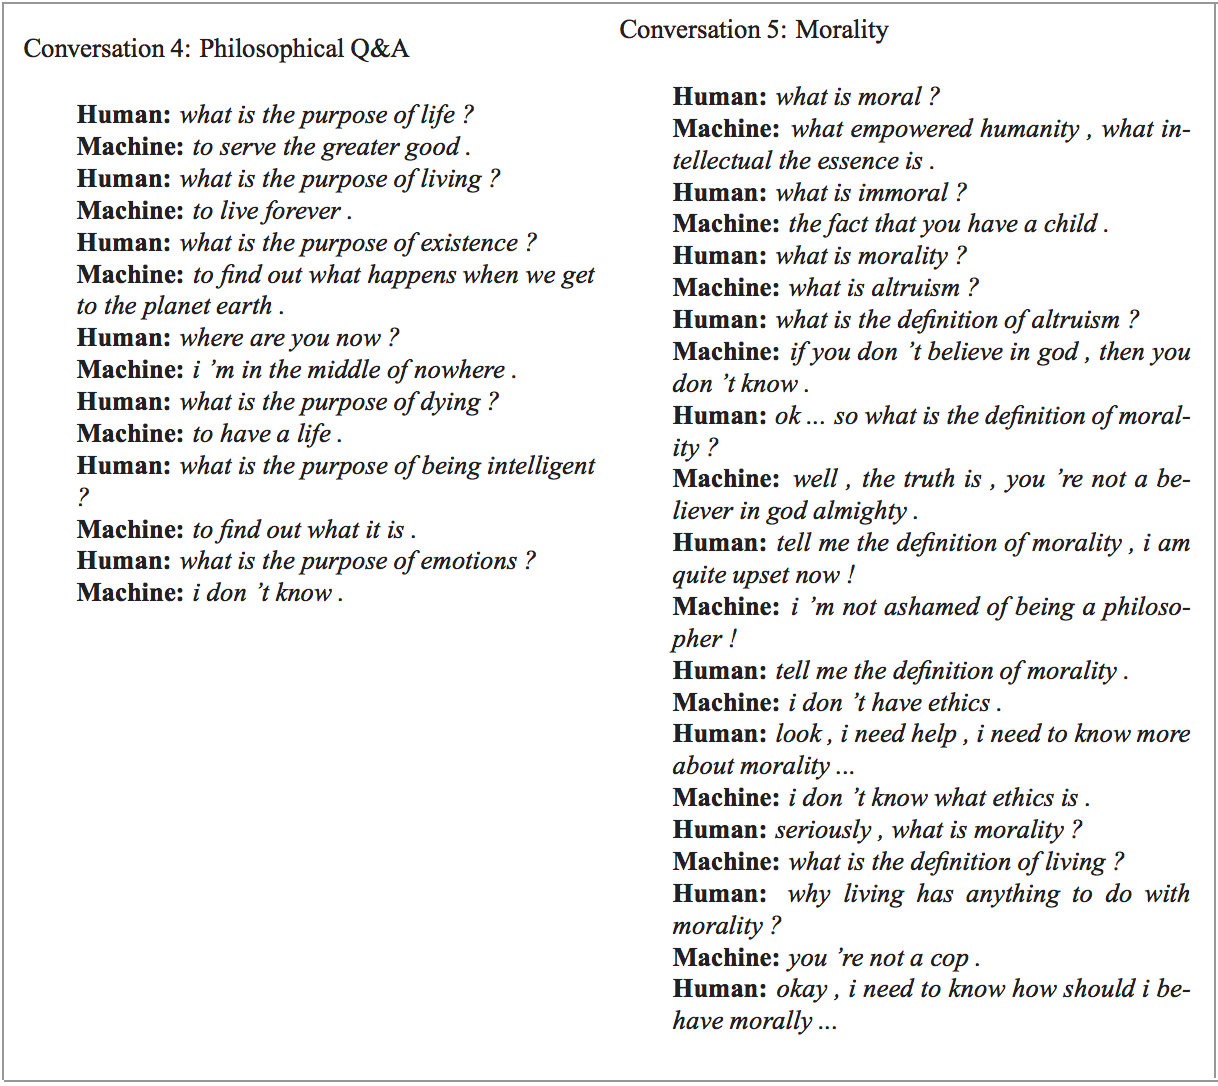 Conversation 4: Philosophical Q&A
Human: what is the purpose of life ?
Machine: to serve the greater good .
Human: what is the purpose of living ?
Machine: to live forever .
Human: what is the purpose of existence ?
Machine: to find out what happens when we get
to the planet earth .
Human: where are you now ?
Machine: i ’m in the middle of nowhere .
Human: what is the purpose of dying ?
Machine: to have a life .
Human: what is the purpose of being intelligent
?
Machine: to find out what it is .
Human: what is the purpose of emotions ?
Machine: i don ’t know .
Conversation 5: Morality
Human: what is moral ?
Machine: what empowered humanity , what in-
tellectual the essence is .
Human: what is immoral ?
Machine: the fact that you have a child .
Human: what is morality ?
Machine: what is altruism ?
Human: what is the definition of altruism ?
Machine: if you don ’t believe in god , then you
don ’t know .
Human: ok ... so what is the definition of moral-
ity ?
Machine: well , the truth is , you ’re not a be-
liever in god almighty .
Human: tell me the definition of morality , i am
quite upset now !
Machine: i ’m not ashamed of being a philoso-
pher !
Human: tell me the definition of morality .
Machine: i don ’t have ethics .
Human: look , i need help , i need to know more
about morality ...
Machine: i don ’t know what ethics is .
Human: seriously , what is morality ?
Machine: what is the definition of living ?
Human: why living has anything to do with
morality ?
Machine: you ’re not a cop .
Human: okay , i need to know how should i be-
have morally ...